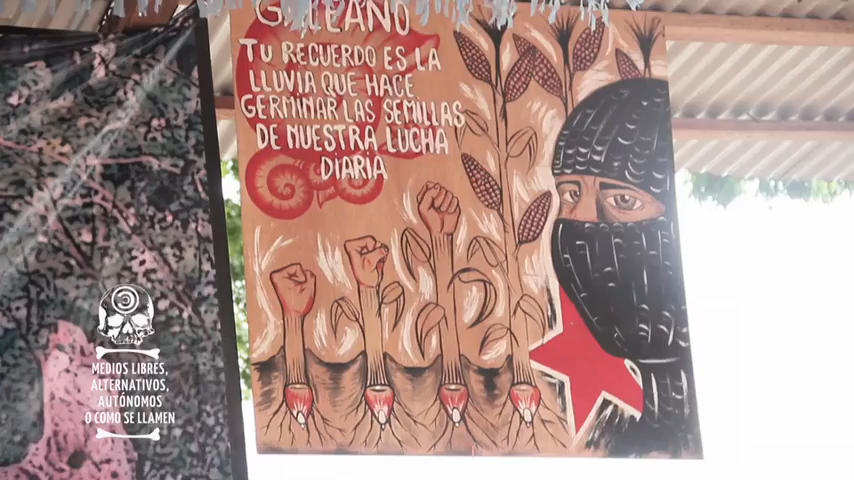 GALEANO
TU RECUERDO ES LA
LLUVIA QUE HACE
GERMINAR LAS SEMILLAS
DE NUESTRA LUCHA
DIARIA
MEDIOS LIBRES,
ALTERNATIVOS,
AUTÓNOMOS
O COMO SE LLAMEN